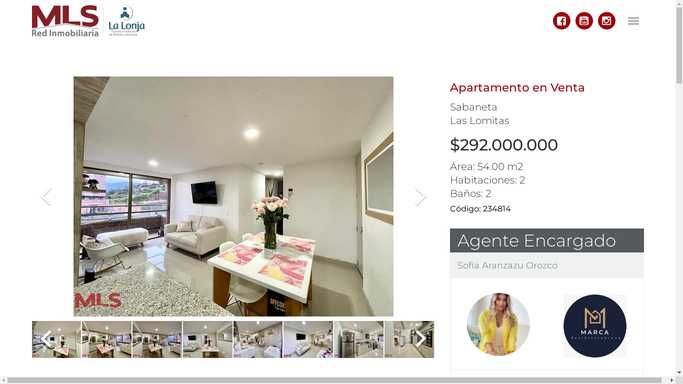 MLS
Red Inmobiliaria
La Lonja
Apartamento en Venta
Sabaneta
Las Lomitas
$292.000.000
Área: 54.00 m2
Habitaciones: 2
Baños: 2
Código: 234814
Agente Encargado
Sofia Aranzazu Orozco
MLS
MARCA